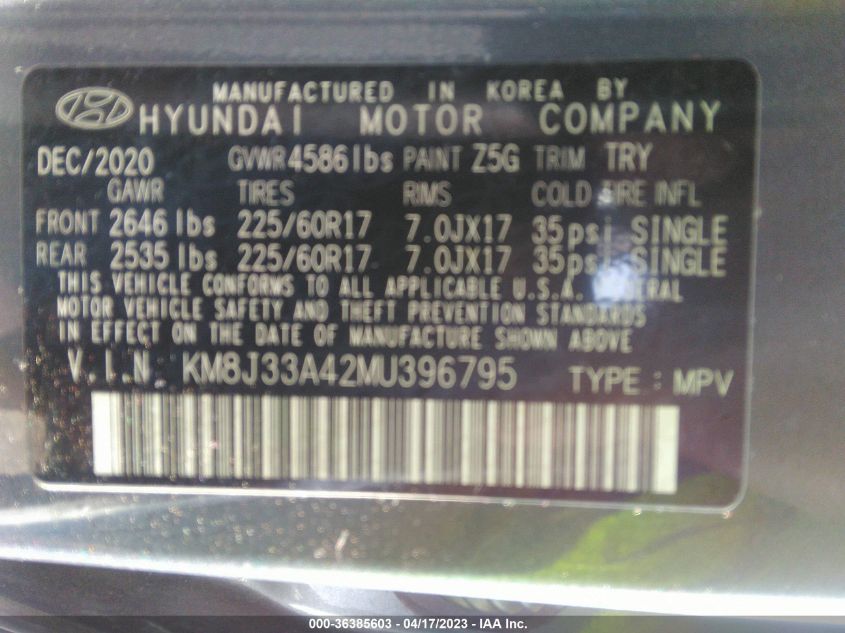 MANUFACTURED IN KOREA BY
HYUNDAI MOTOR COMPANY
DEC/2020 GVWR 4586 lbs PAINT Z5G TRIM TRY
GAWR TIRES RIMS COLD TIRE INFL
FRONT 2646 lbs 225/60R17 7.0JX17 35psi SINGLE
REAR 2535 lbs 225/60R17 7.0JX17 35psi SINGLE
THIS VEHICLE CONFORMS TO ALL APPLICABLE U.S.A. FEDERAL
MOTOR VEHICLE SAFETY AND THEFT PREVENTION STANDARDS
IN EFFECT ON THE DATE OF MANUFACTURE SHOWN ABOVE
V.I.N. KM8J33A42MU396795 TYPE : MPV
000-36385603 - 04/17/2023 - IAA Inc.